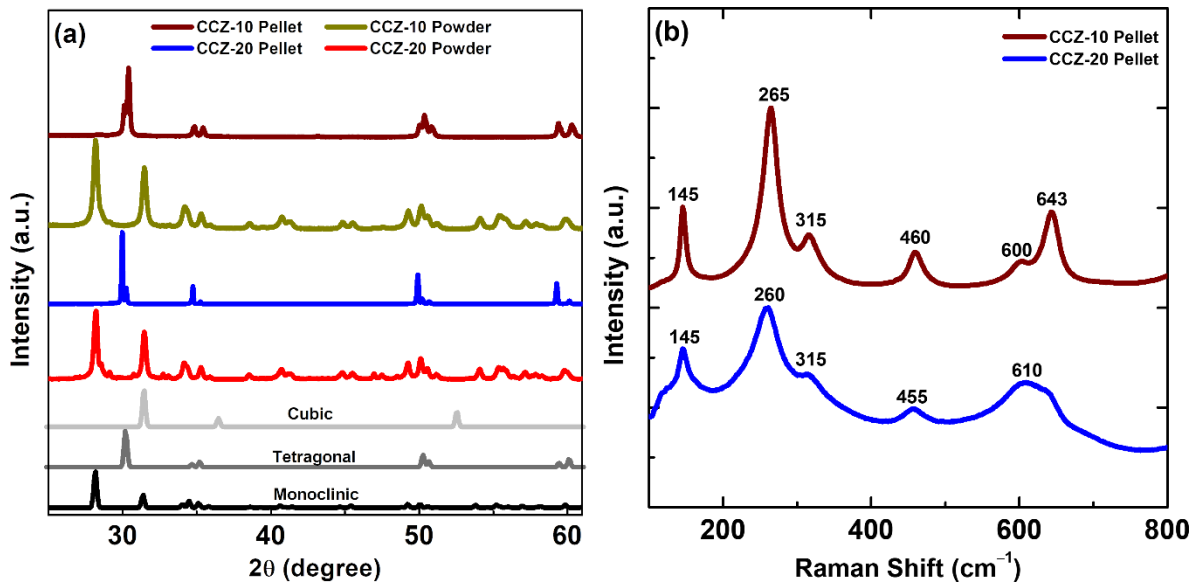 (a)
CCZ-10 Pellet
CCZ-10 Powder
CCZ-20 Pellet
CCZ-20 Powder
Intensity (a.u.)
Cubic
Tetragonal
Monoclinic
30
40
50
60
2θ (degree)
(b)
CCZ-10 Pellet
CCZ-20 Pellet
Intensity (a.u.)
265
145
315
460
600
643
260
145
315
455
610
200
400
600
800
Raman Shift (cm⁻¹)